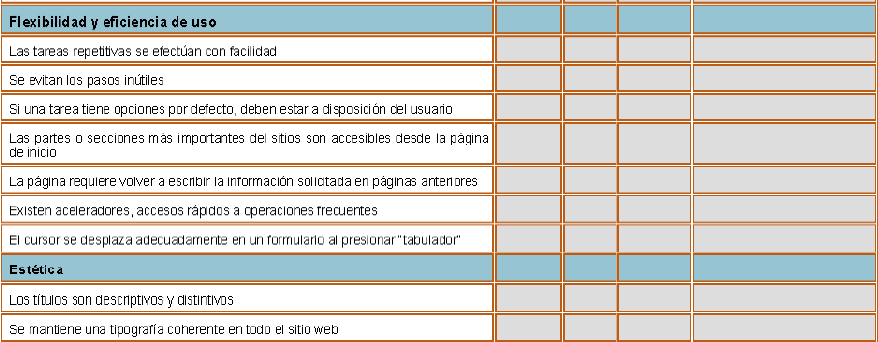 Flexibilidad y eficiencia de uso
Las tareas repetitivas se efectúan con facilidad
Se evitan los pasos inútiles
Si una tarea tiene opciones por defecto, deben estar a disposición del usuario
Las partes o secciones más importantes del sitios son accesibles desde la página
de inicio
La página requiere volver a escribir la información solicitada en páginas anteriores
Existen aceleradores, accesos rápidos a operaciones frecuentes
El cursor se desplaza adecuadamente en un formulario al presionar "tabulador"
Estética
Los títulos son descriptivos y distintivos
Se mantiene una tipografía coherente en todo el sitio web